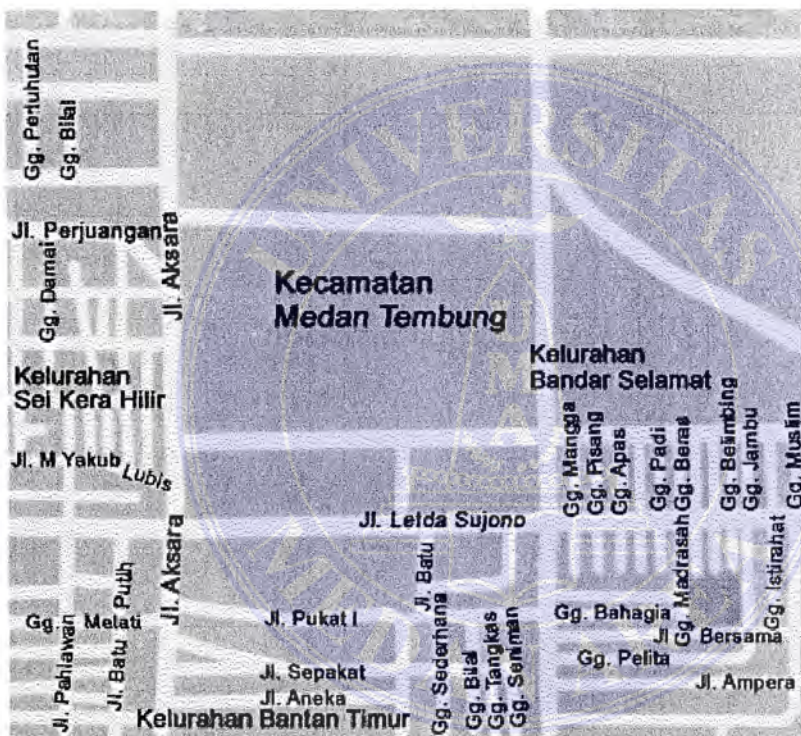 Gg. Perluhulan
Gg. Bilal
Jl. Perjuangan
Gg. Damai
Jl. Aksara
Kecamatan
Medan Tembung
Kelurahan
Bandar Selamat
Kelurahan
Sei Kera Hilir
Jl. M Yakub Lubis
Gg. Mangga
Gg. Pisang
Gg. Apas
Gg. Padi
Gg. Beras
Gg. Belimbing
Gg. Jambu
Gg. Muslim
Jl. Letda Sujono
Jl. Aksara
Jl. Batu
Gg. Madrasah
Gg. Istirahat
Gg. Melati
Jl. Pahlawan
Jl. Batu Putih
Jl. Pukat I
Gg. Bahagia
Jl Bersama
Gg. Pelita
Jl. Ampera
Jl. Sepakat
Jl. Aneka
Gg. Sederhana
Gg. Bilal
Gg. Tangkas
Gg. Seniman
Kelurahan Bantan Timur
UNIVERSITAS
UMA